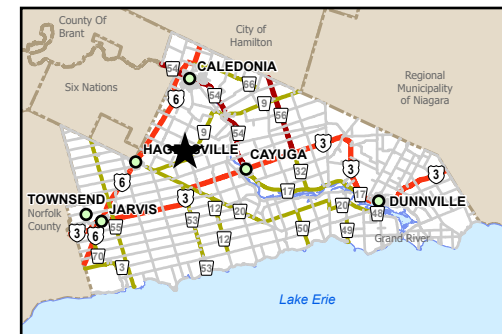 County Of
Brant
City of
Hamilton
54
CALEDONIA
66
Regional
Municipality
of Niagara
Six Nations
6
54
9
56
9
54
3
HAGERSVILLE
CAYUGA
3
3
6
32
3
17
17
TOWNSEND
DUNNVILLE
Norfolk
County
JARVIS
12
20
20
48
3
6
55
53
12
50
49
Grand River
70
3
53
Lake Erie